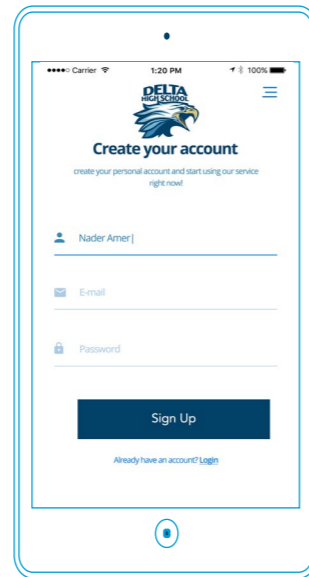 Carrier 1:20 PM 100%
DELTA
HIGH SCHOOL
Create your account
create your personal account and start using our service
right now!
Nader Amer|
E-mail
Password
Sign Up
Already have an account? Login